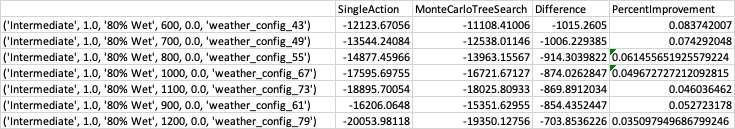 SingleAction MonteCarloTreeSearch Difference PercentImprovement
('Intermediate', 1.0, '80% Wet', 600, 0.0, 'weather_config_43') -12123.67056 -11108.41006 -1015.2605 0.083742007
('Intermediate', 1.0, '80% Wet', 700, 0.0, 'weather_config_49') -13544.24084 -12538.01146 -1006.229385 0.074292048
('Intermediate', 1.0, '80% Wet', 800, 0.0, 'weather_config_55') -14877.45966 -13963.15567 -914.3039822 0.061455651925579224
('Intermediate', 1.0, '80% Wet', 1000, 0.0, 'weather_config_67') -17595.69755 -16721.67127 -874.0262847 0.049672727212092815
('Intermediate', 1.0, '80% Wet', 1100, 0.0, 'weather_config_73') -18895.70054 -18025.80933 -869.8912034 0.046036462
('Intermediate', 1.0, '80% Wet', 900, 0.0, 'weather_config_61') -16206.0648 -15351.62955 -854.4352447 0.052723178
('Intermediate', 1.0, '80% Wet', 1200, 0.0, 'weather_config_79') -20053.98118 -19350.12756 -703.8536226 0.035097949686799246